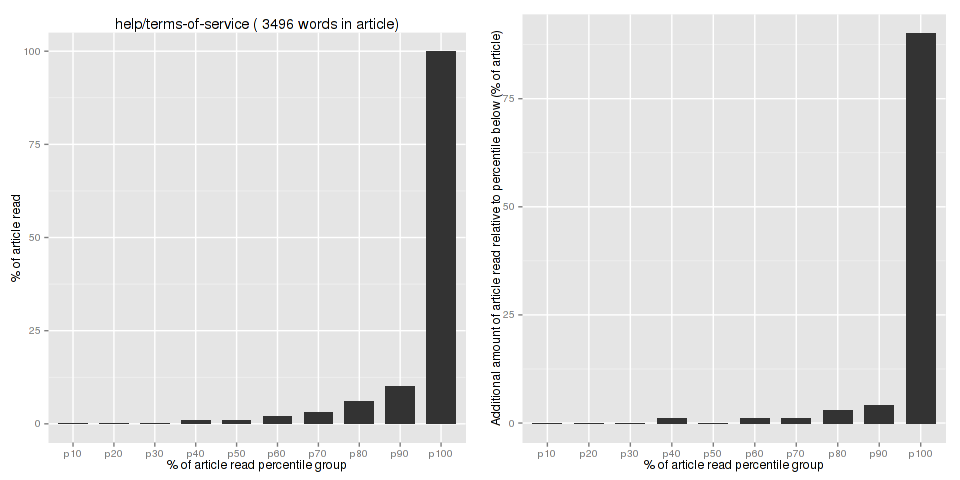 help/terms-of-service ( 3496 words in article)
% of article read
100
75
50
25
0
p10 p20 p30 p40 p50 p60 p70 p80 p90 p100
% of article read percentile group
Additional amount of article read relative to percentile below (% of article)
75
50
25
0
p10 p20 p30 p40 p50 p60 p70 p80 p90 p100
% of article read percentile group